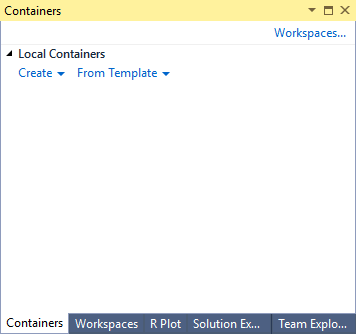 Containers
Workspaces...
Local Containers
Create From Template
Containers Workspaces R Plot Solution Ex... Team Explo...